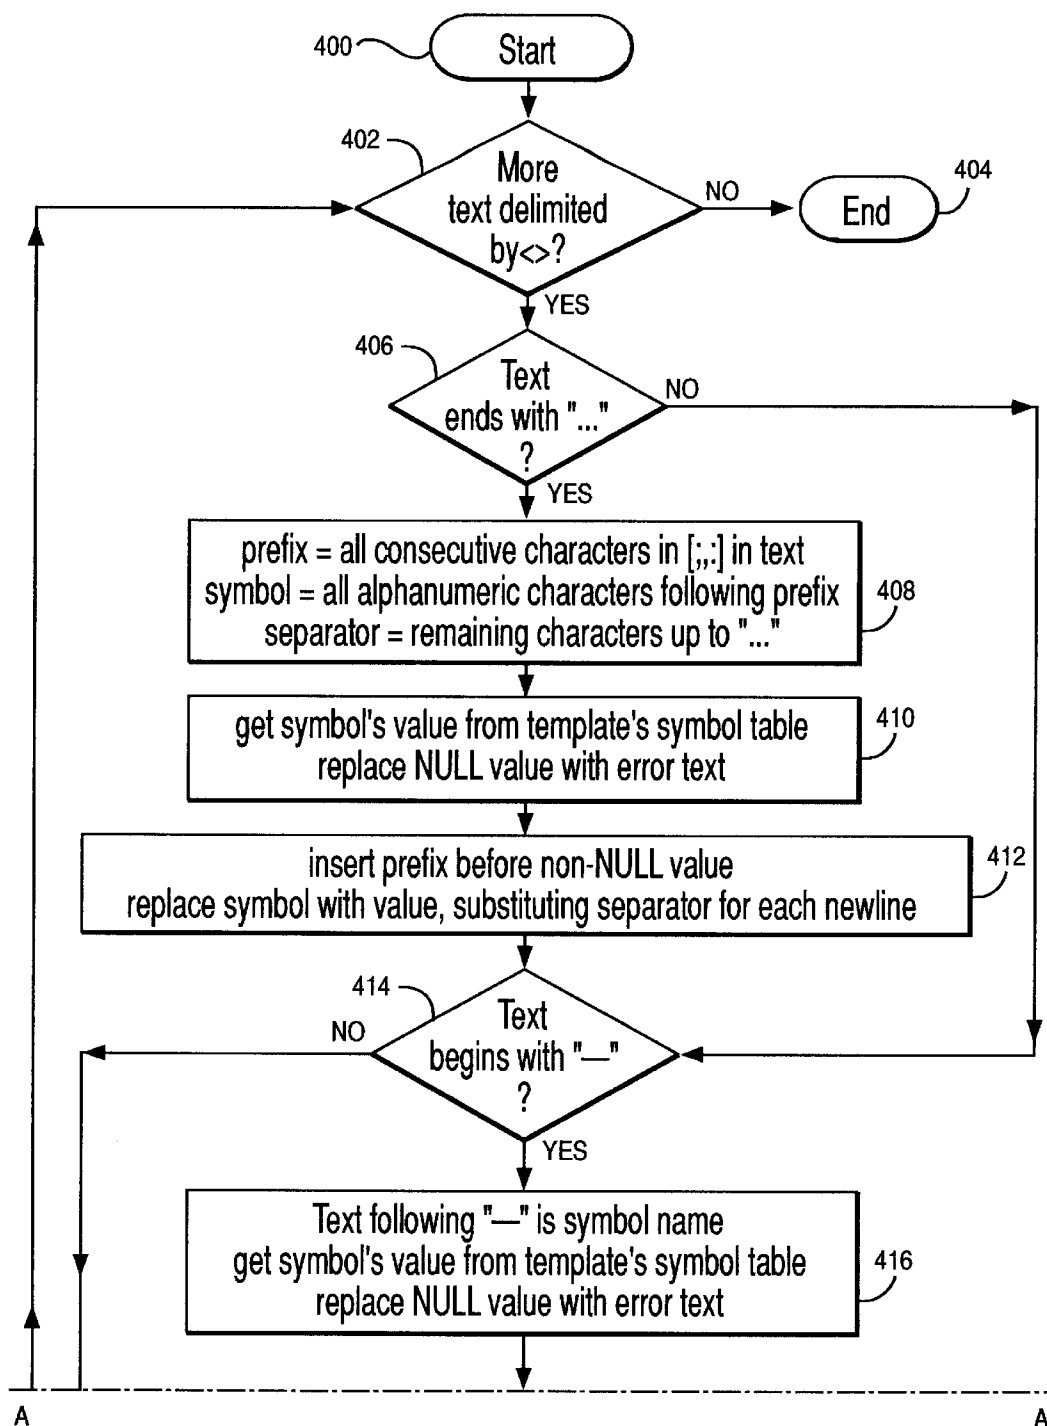 400
Start
402
More
text delimited
by<>?
NO
End
404
YES
406
Text
ends with "..."
?
NO
YES
prefix = all consecutive characters in [;,:] in text
symbol = all alphanumeric characters following prefix
separator = remaining characters up to "..."
408
get symbol's value from template's symbol table
replace NULL value with error text
410
insert prefix before non-NULL value
replace symbol with value, substituting separator for each newline
412
414
Text
begins with "—"
?
NO
YES
Text following "—" is symbol name
get symbol's value from template's symbol table
replace NULL value with error text
416
A
A